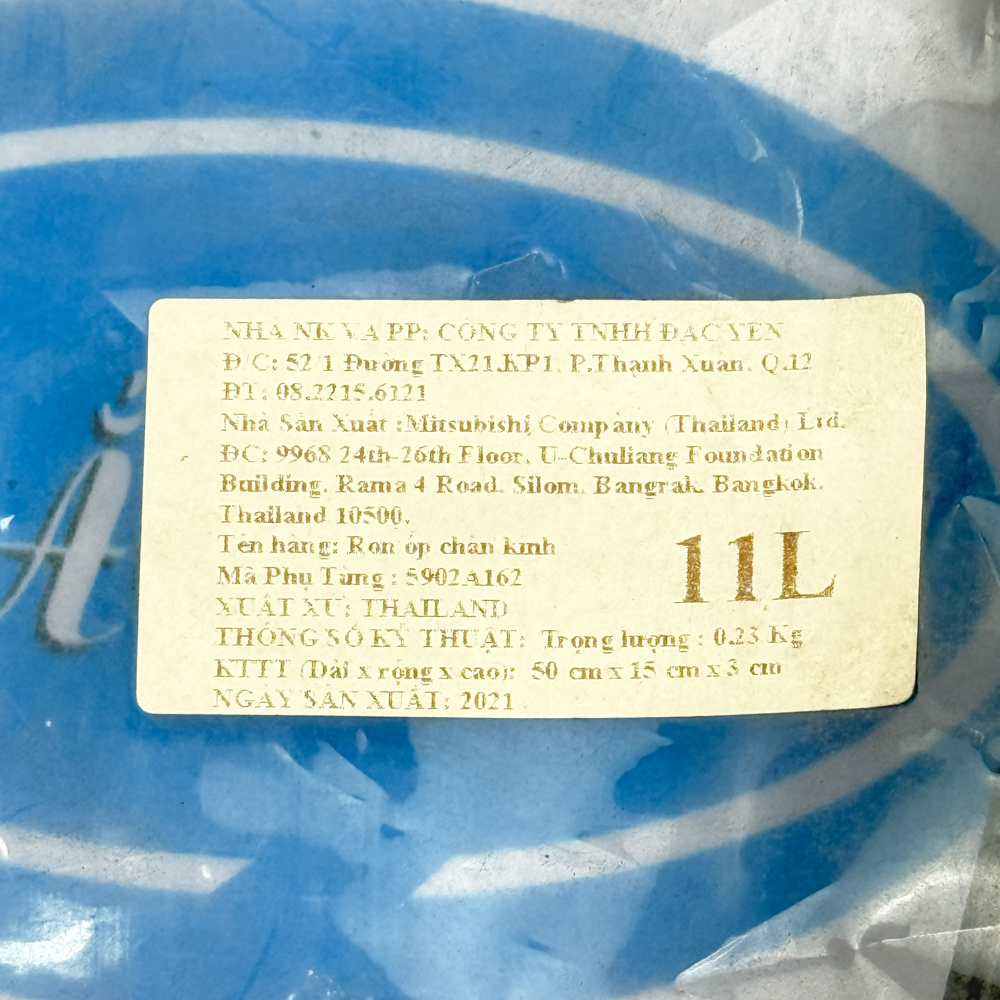 NHÀ NK VÀ PP: CÔNG TY TNHH ĐẶC YÊN
Đ/C: 52/1 Đường TX21,KP1, P.Thạnh Xuân, Q.12
ĐT: 08.2215.6121
Nhà Sản Xuất :Mitsubishi Company (Thailand) Ltd.
ĐC: 9968 24th-26th Floor, U-Chuliang Foundation
Building, Rama 4 Road, Silom, Bangrak, Bangkok,
Thailand 10500.
Tên hàng: Ron ốp chân kính
Mã Phụ Tùng : 5902A162
11L
XUẤT XỨ: THAILAND
THÔNG SỐ KỸ THUẬT: Trọng lượng : 0.23 Kg
KTTT (Dài x rộng x cao): 50 cm x 15 cm x 3 cm
NGÀY SẢN XUẤT: 2021